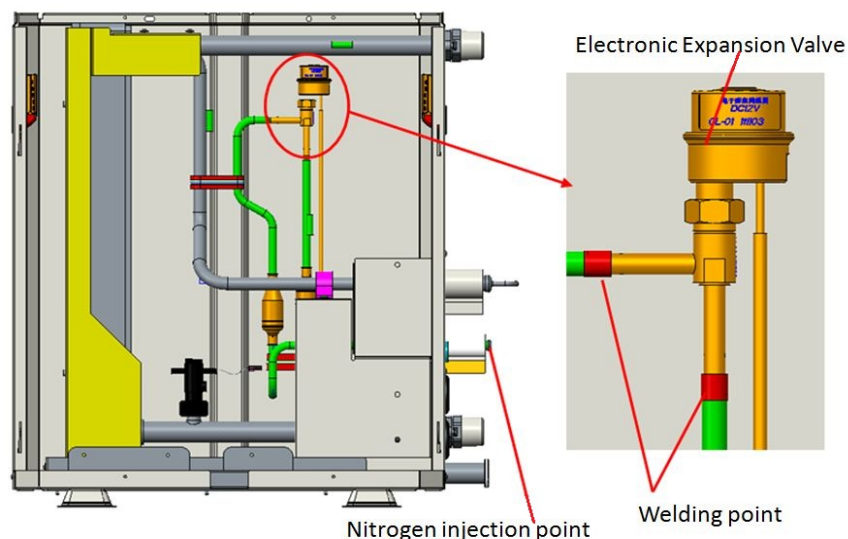 Electronic Expansion Valve
DC12V
Nitrogen injection point
Welding point